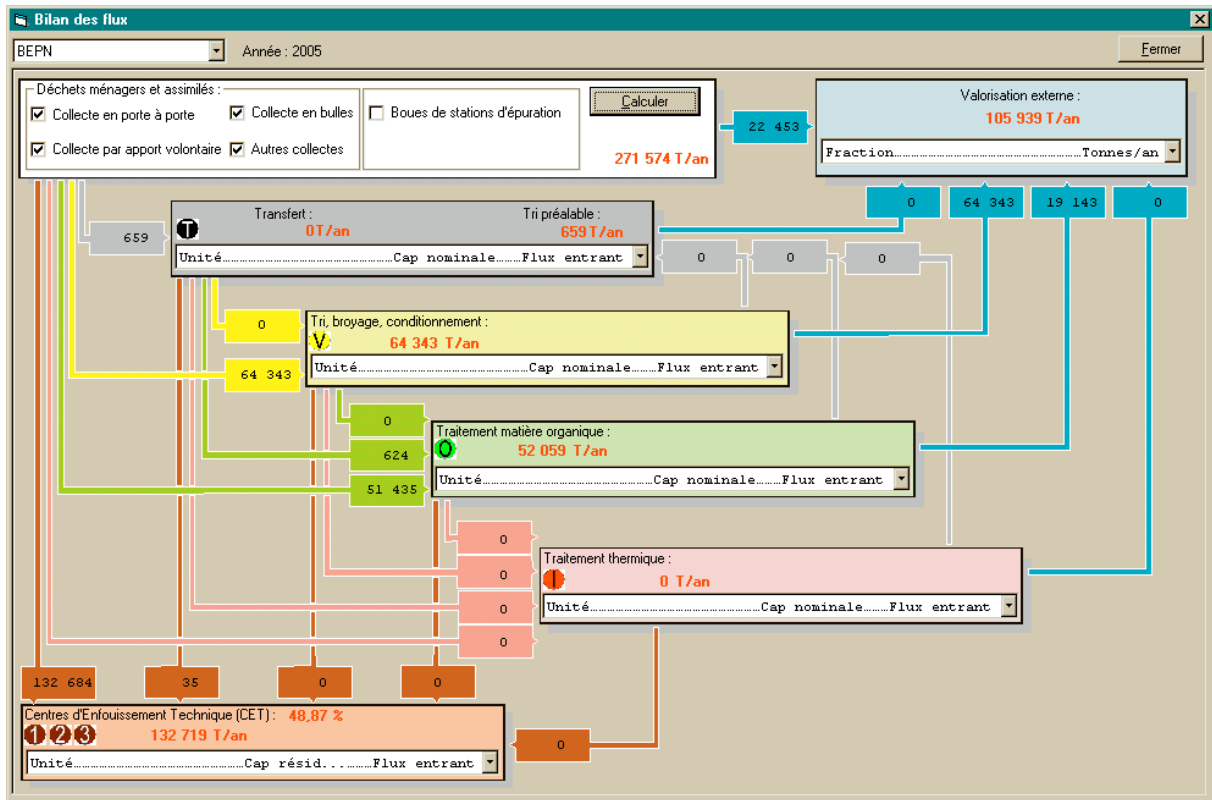 Bilan des flux
BEPN Année : 2005 Fermer
Déchets ménagers et assimilés :
Collecte en porte à porte Collecte en bulles Boues de stations d'épuration Calculer
Collecte par apport volontaire Autres collectes
271 574 T/an
22 453
Valorisation externe :
105 939 T/an
Fraction.......................................Tonnes/an
0 64 343 19 143 0
659
T
Transfert : Tri préalable :
0T/an 659T/an
Unité...................................Cap nominale......Flux entrant
0 0 0
0
64 343
Tri, broyage, conditionnement :
V 64 343 T/an
Unité...................................Cap nominale......Flux entrant
0
624
51 435
Traitement matière organique :
O 52 059 T/an
Unité...................................Cap nominale......Flux entrant
0
0
0
0
Traitement thermique :
I 0 T/an
Unité...................................Cap nominale......Flux entrant
132 684 35 0 0
Centres d'Enfouissement Technique (CET) : 48,87 %
1 2 3 132 719 T/an
Unité...................................Cap résid.........Flux entrant
0